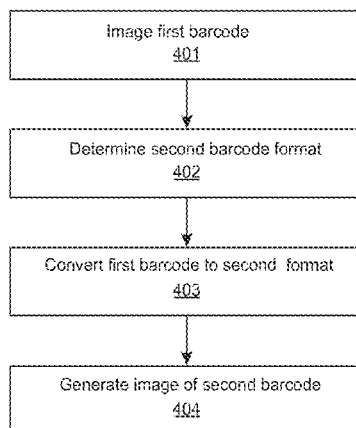 Image first barcode
401
Determine second barcode format
402
Convert first barcode to second format
403
Generate image of second barcode
404